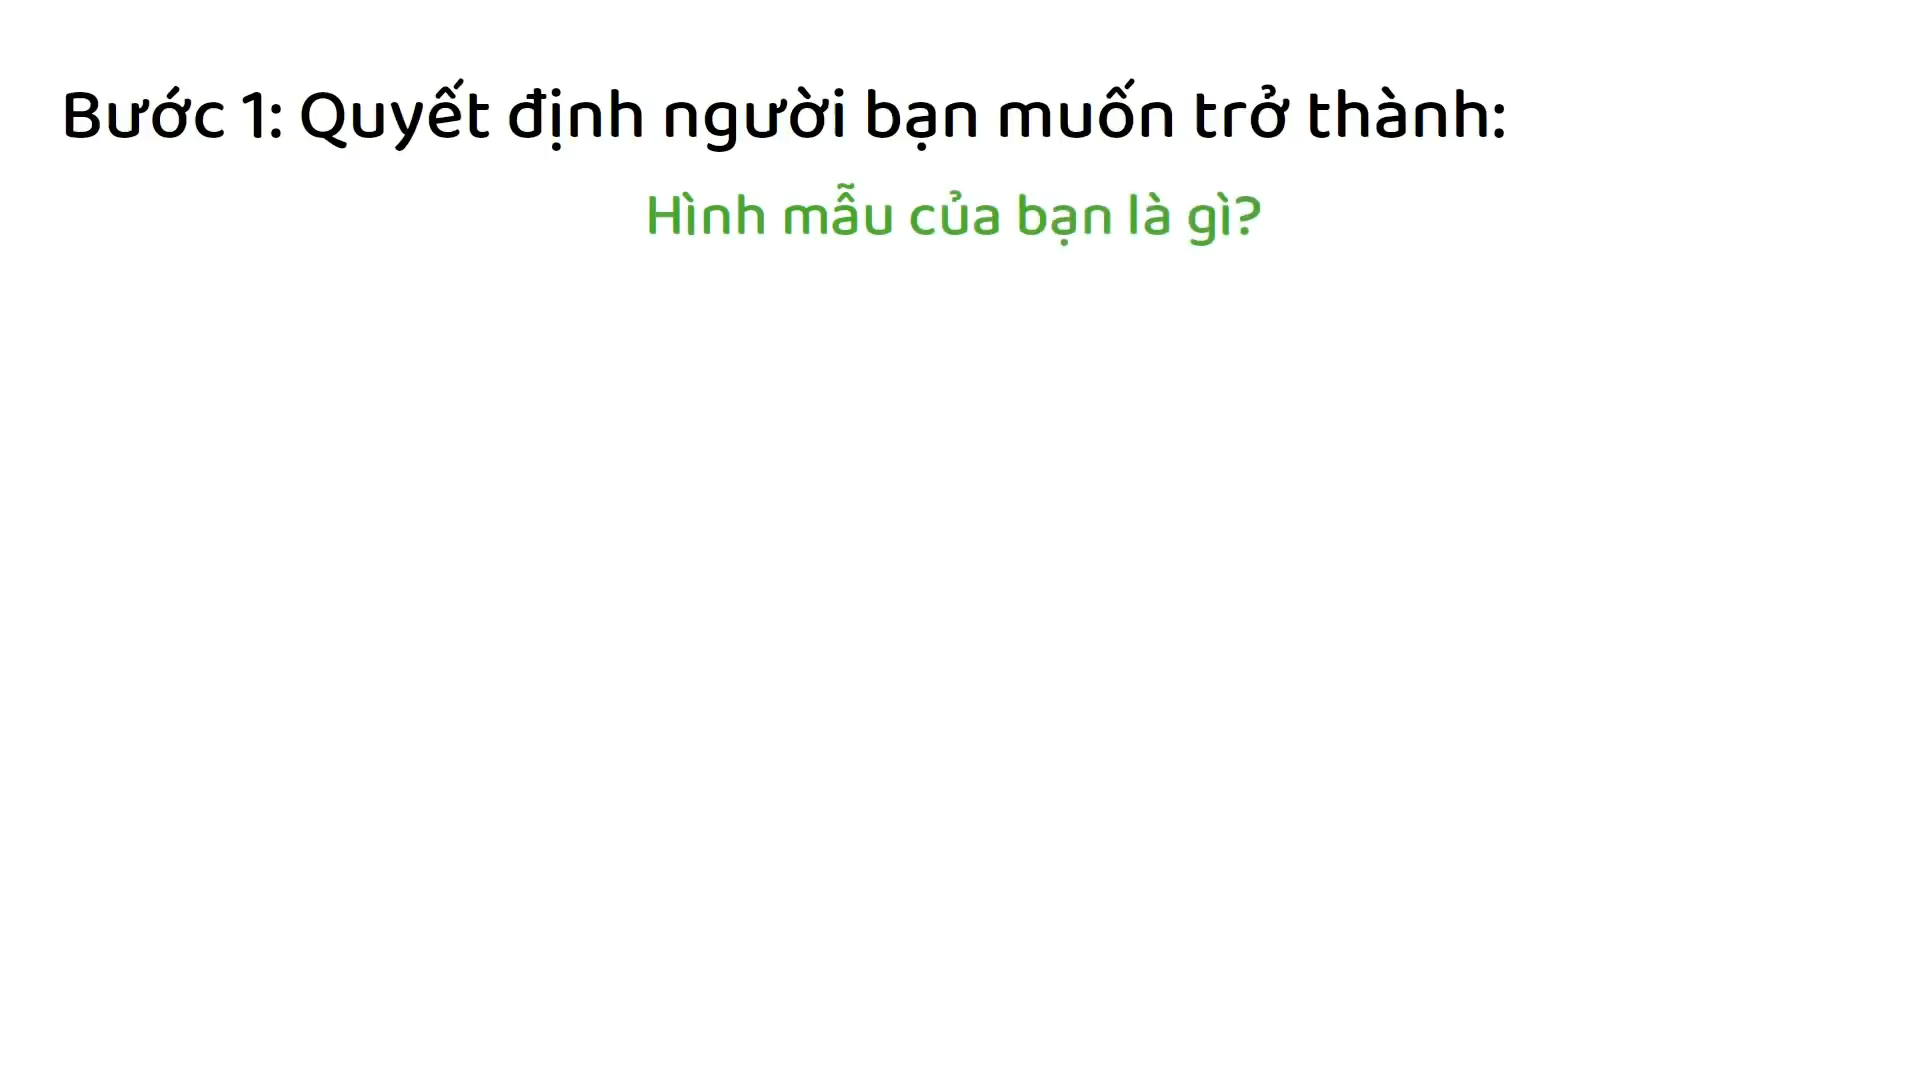 Bước 1: Quyết định người bạn muốn trở thành:
Hình mẫu của bạn là gì?